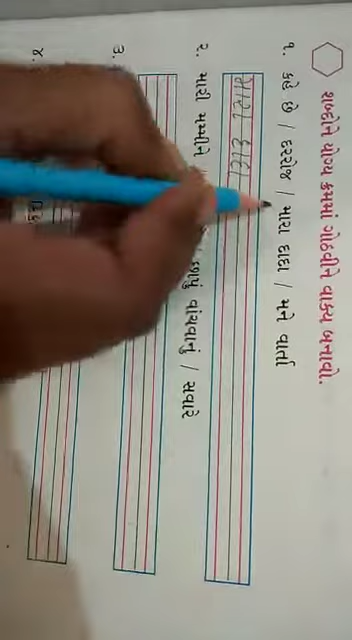 શબ્દોને યોગ્ય ક્રમમાં ગોઠવીને વાક્ય બનાવો.
૧. કહે છે / દરરોજ / મારા દાદા / મને વાર્તા
મારા દાદા
૨. મારી મમ્મીને છાપું વાંચવાનું / સવારે
૩.
૪.